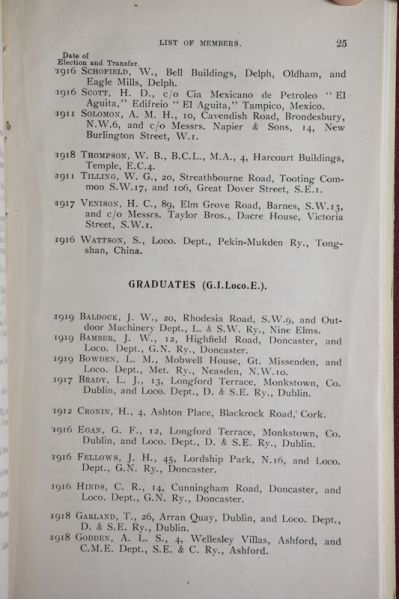 LIST OF MEMBERS. 25
Date of
Election and Transfer.
1916 SCHOFIELD, W., Bell Buildings, Delph, Oldham, and
Eagle Mills, Delph.
1916 SCOTT, H. D., c/o Cia Mexicano de Petroleo “ El
Aguita,” Edifreio “ El Aguita,” Tampico, Mexico.
1911 SOLOMON, A. M. H., 10, Cavendish Road, Brondesbury,
N.W.6, and c/o Messrs. Napier & Sons, 14, New
Burlington Street, W.1.
1918 THOMPSON, W. B., B.C.L., M.A., 4, Harcourt Buildings,
Temple, E.C.4.
1911 TILLING, W. G., 20, Streathbourne Road, Tooting Com-
mon S.W.17, and 106, Great Dover Street, S.E.1.
1917 VENISON, H. C., 89, Elm Grove Road, Barnes, S.W.13,
and c/o Messrs. Taylor Bros., Dacre House, Victoria
Street, S.W.1.
1916 WATTSON, S., Loco. Dept., Pekin-Mukden Ry., Tong-
shan, China.
GRADUATES (G.I.Loco.E.).
1919 BALDOCK, J. W., 20, Rhodesia Road, S.W.9, and Out-
door Machinery Dept., L. & S.W. Ry., Nine Elms.
1919 BAMBER, J. W., 12, Highfield Road, Doncaster, and
Loco. Dept., G.N. Ry., Doncaster.
1919 BOWDEN, L. M., Mobwell House, Gt. Missenden, and
Loco. Dept., Met. Ry., Neasden, N.W.10.
1917 BRADY, L. J., 13, Longford Terrace, Monkstown, Co.
Dublin, and Loco. Dept., D. & S.E. Ry., Dublin.
1912 CRONIN, H., 4, Ashton Place, Blackrock Road, Cork.
1916 EGAN, G. F., 12, Longford Terrace, Monkstown, Co.
Dublin, and Loco. Dept., D. & S.E. Ry., Dublin.
1916 FELLOWS, J. H., 45, Lordship Park, N.16, and Loco.
Dept., G.N. Ry., Doncaster.
1916 HINDS, C. R., 14, Cunningham Road, Doncaster, and
Loco. Dept., G.N. Ry., Doncaster.
1918 GARLAND, T., 26, Arran Quay, Dublin, and Loco. Dept.,
D. & S.E. Ry., Dublin.
1918 GODDEN, A. L. S., 4, Wellesley Villas, Ashford, and
C.M.E. Dept., S.E. & C. Ry., Ashford.